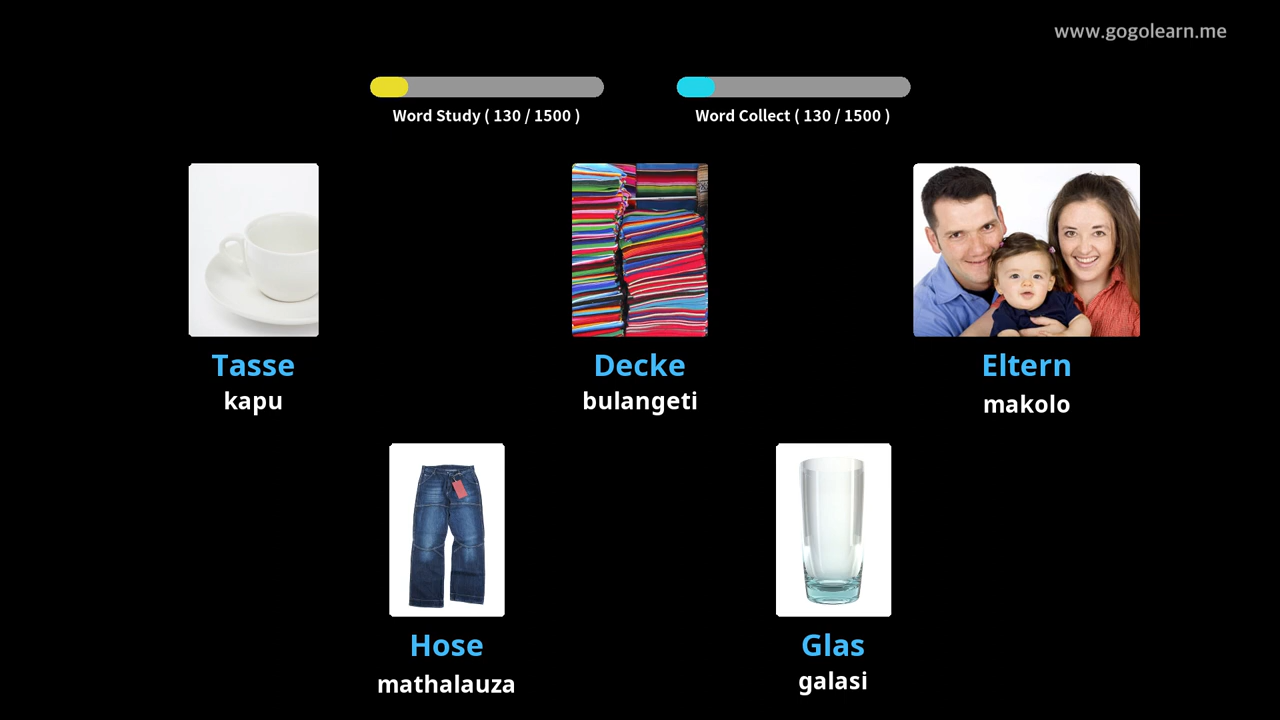 www.gogolearn.me
Word Study ( 130 / 1500 )
Word Collect ( 130 / 1500 )
Tasse
kapu
Decke
bulangeti
Eltern
makolo
Hose
mathalauza
Glas
galasi